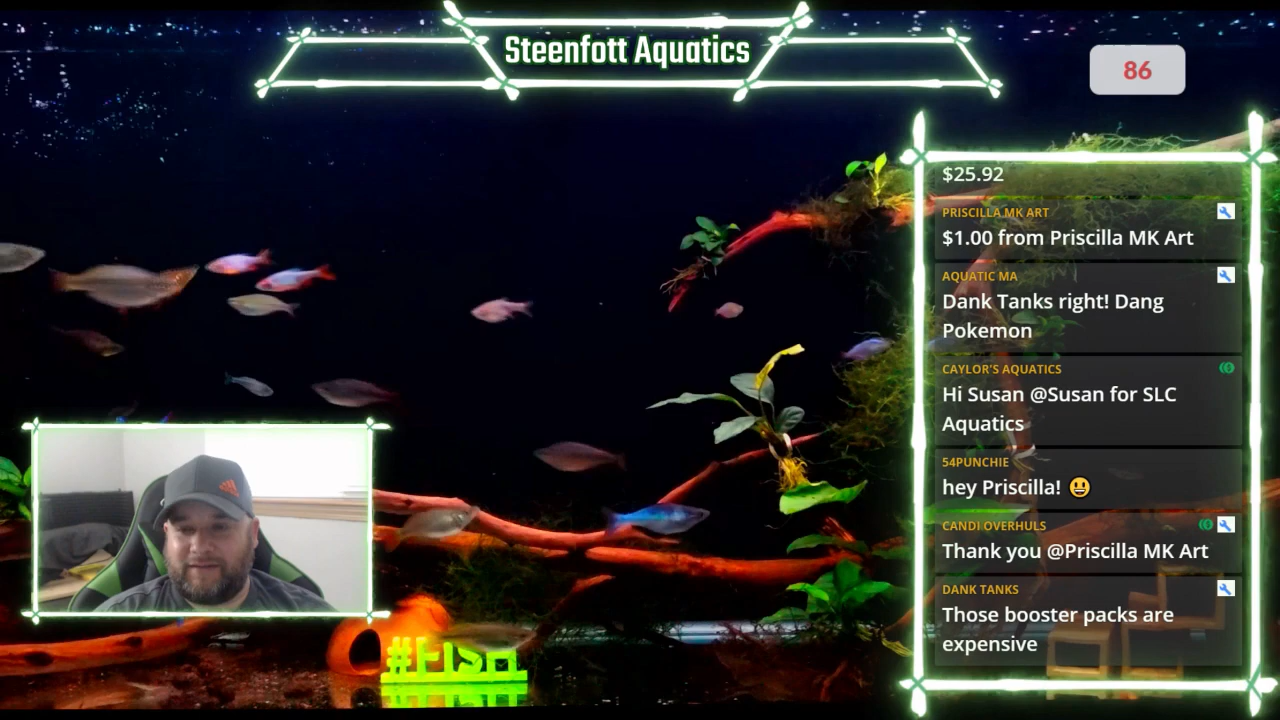 Steenfott Aquatics
86
$25.92
PRISCILLA MK ART
$1.00 from Priscilla MK Art
AQUATIC MA
Dank Tanks right! Dang
Pokemon
CAYLOR'S AQUATICS
Hi Susan @Susan for SLC
Aquatics
54PUNCHIE
hey Priscilla! 😃
CANDI OVERHULS
Thank you @Priscilla MK Art
DANK TANKS
Those booster packs are
expensive